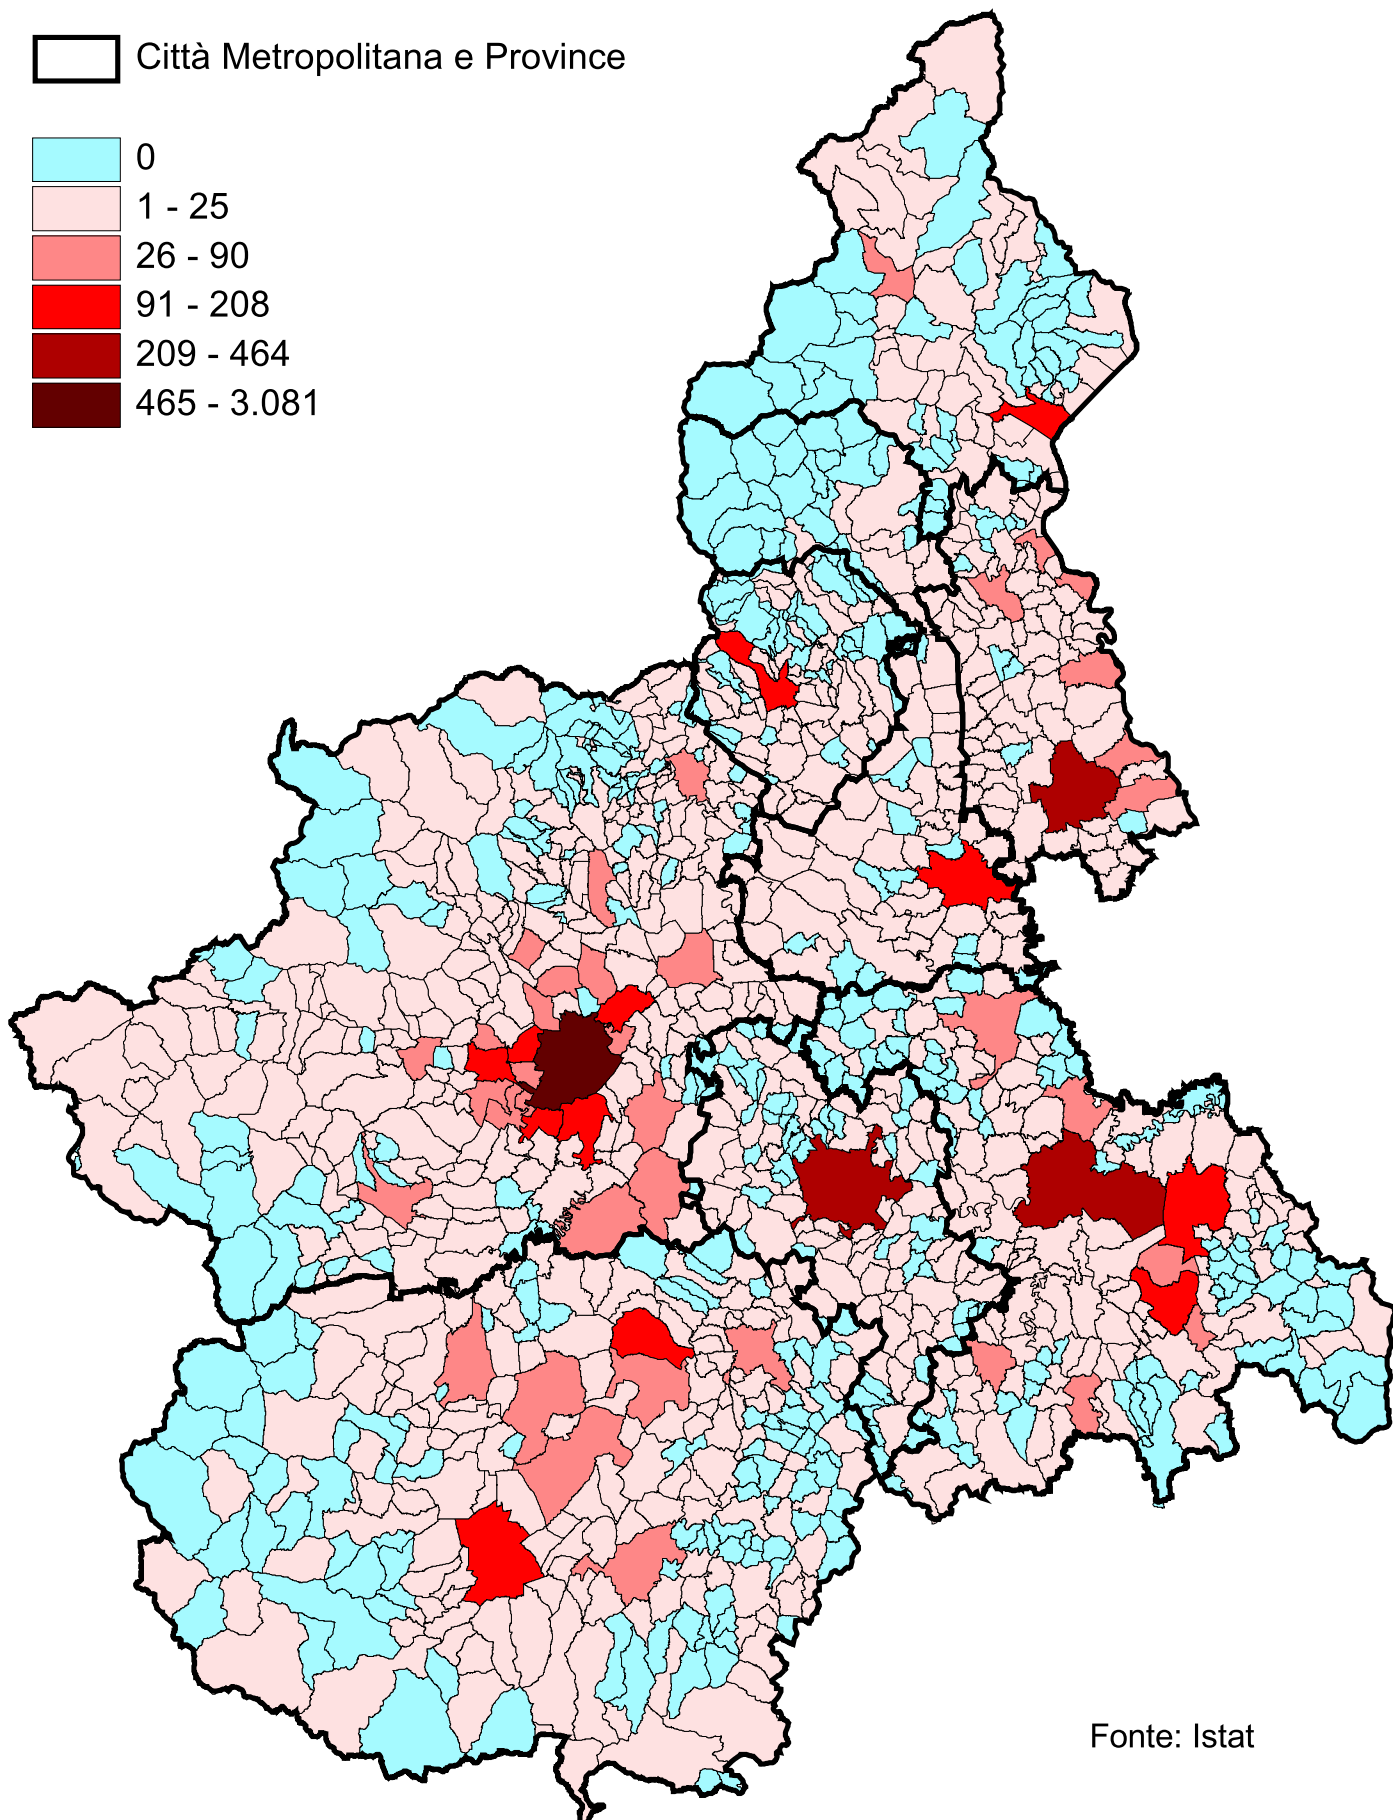 Città Metropolitana e Province
0
1 - 25
26 - 90
91 - 208
209 - 464
465 - 3.081
Fonte: Istat